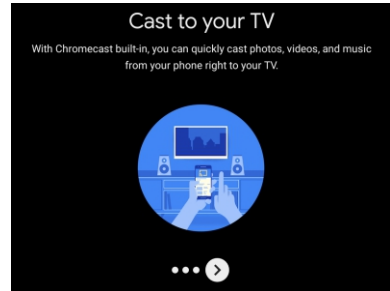 Cast to your TV
With Chromecast built-in, you can quickly cast photos, videos, and music
from your phone right to your TV.